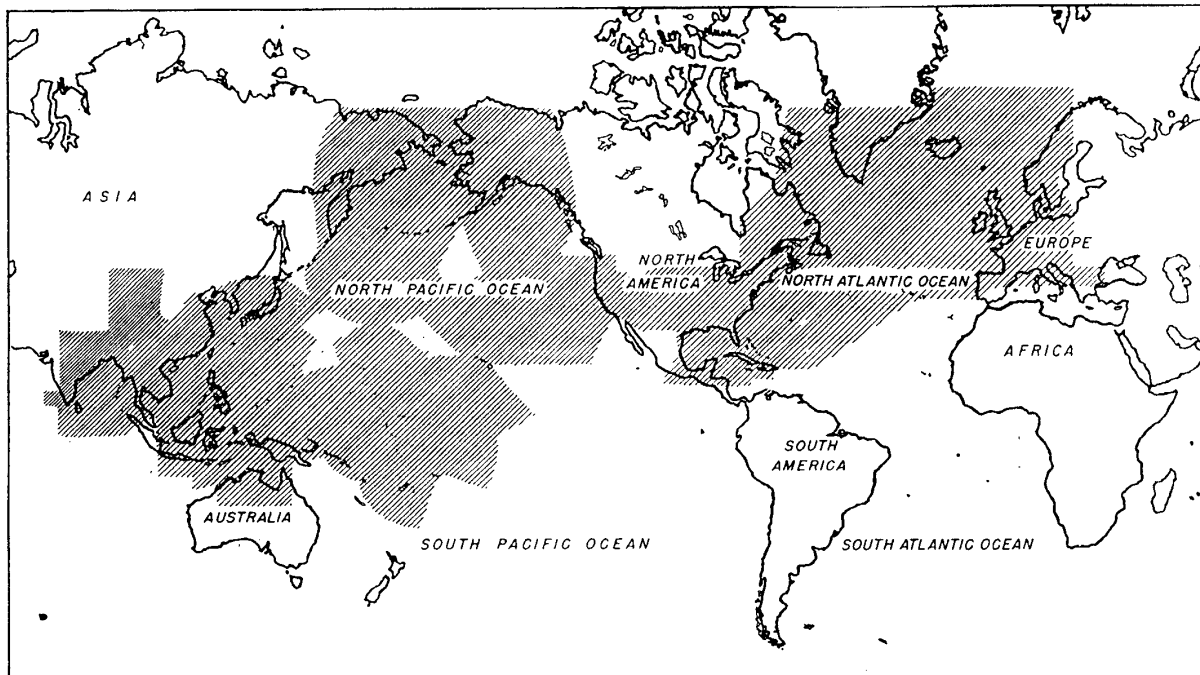 ASIA
NORTH PACIFIC OCEAN
NORTH
AMERICA
NORTH ATLANTIC OCEAN
EUROPE
AFRICA
SOUTH
AMERICA
AUSTRALIA
SOUTH PACIFIC OCEAN
SOUTH ATLANTIC OCEAN